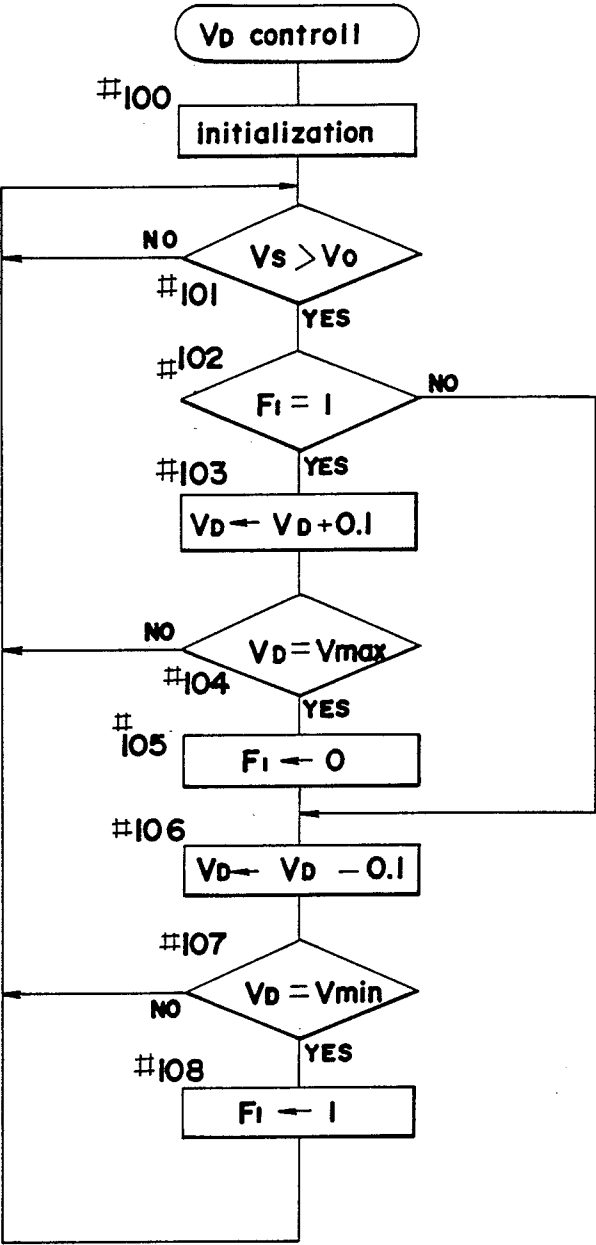 VD controll
#100
initialization
NO
Vs > Vo
#101
YES
#102
NO
F1 = 1
YES
#103
VD ← VD+0.1
NO
VD = Vmax
#104
YES
#105
F1 ← 0
#106
VD ← VD − 0.1
#107
VD = Vmin
NO
YES
#108
F1 ← 1